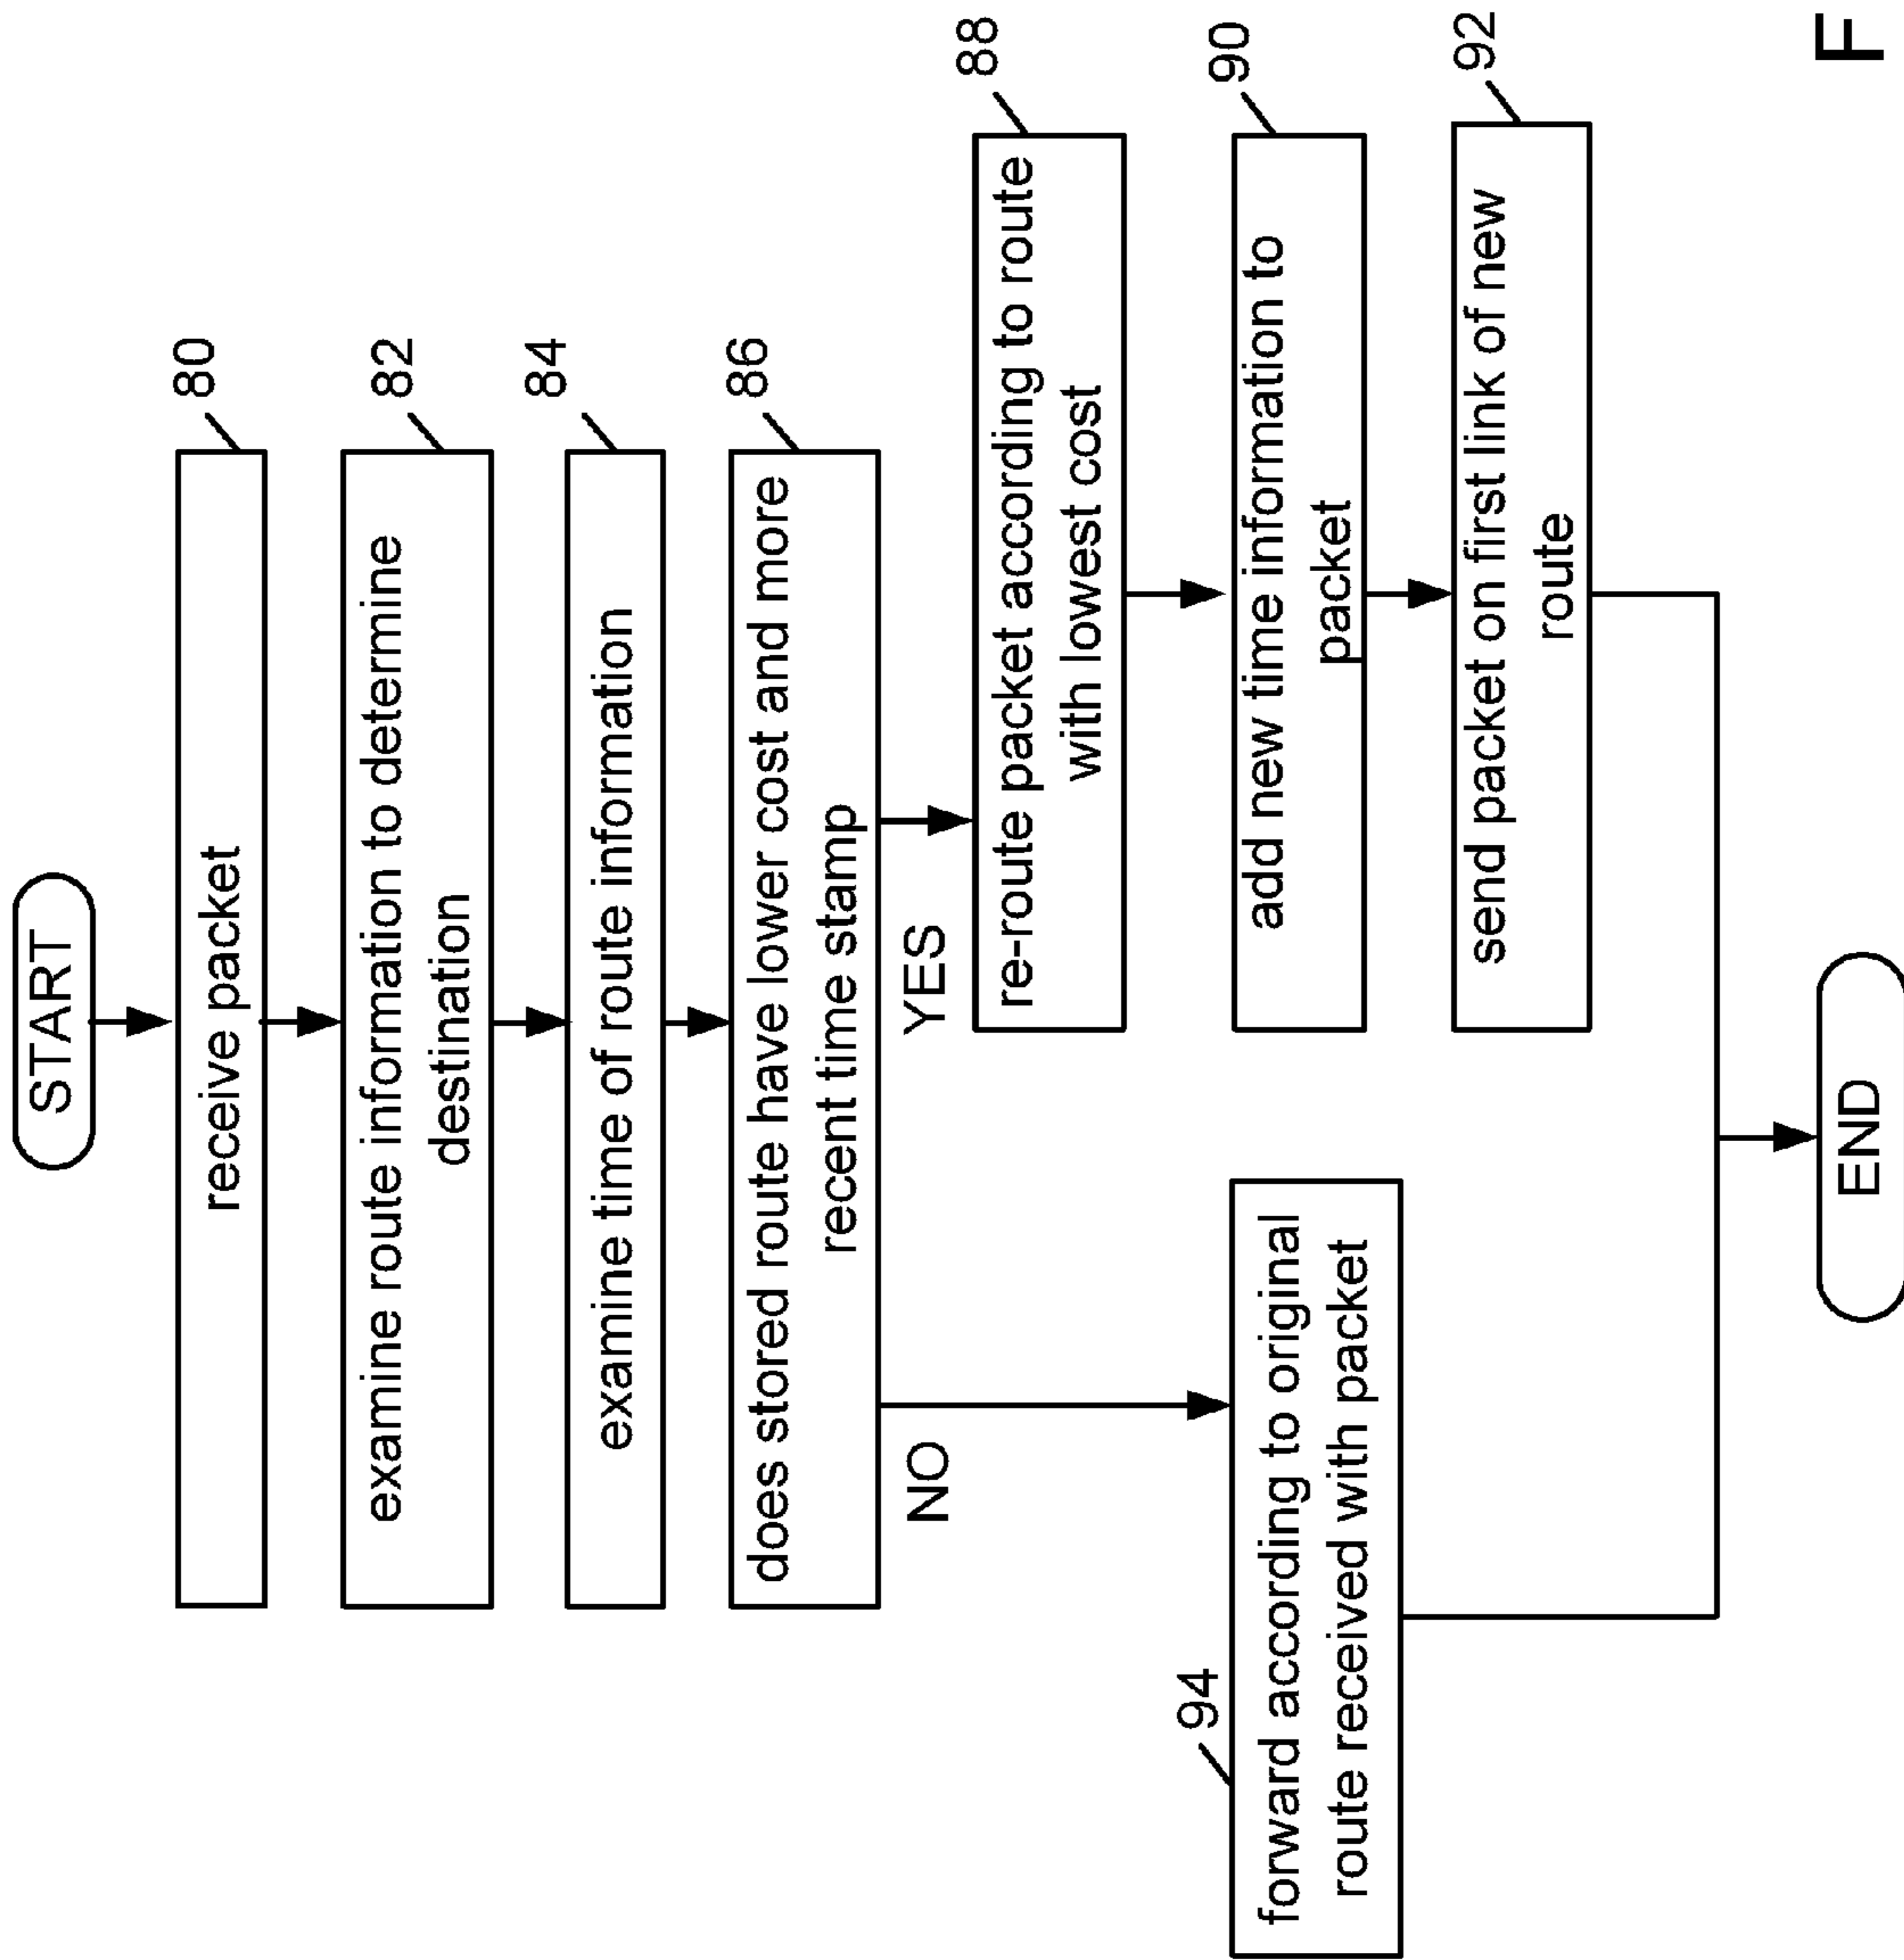 START
80
receive packet
82
examine route information to determine
destination
84
examine time of route information
86
does stored route have lower cost and more
recent time stamp
NO
YES
88
re-route packet according to route
with lowest cost
90
add new time information to
packet
92
send packet on first link of new
route
94
forward according to original
route received with packet
END
F